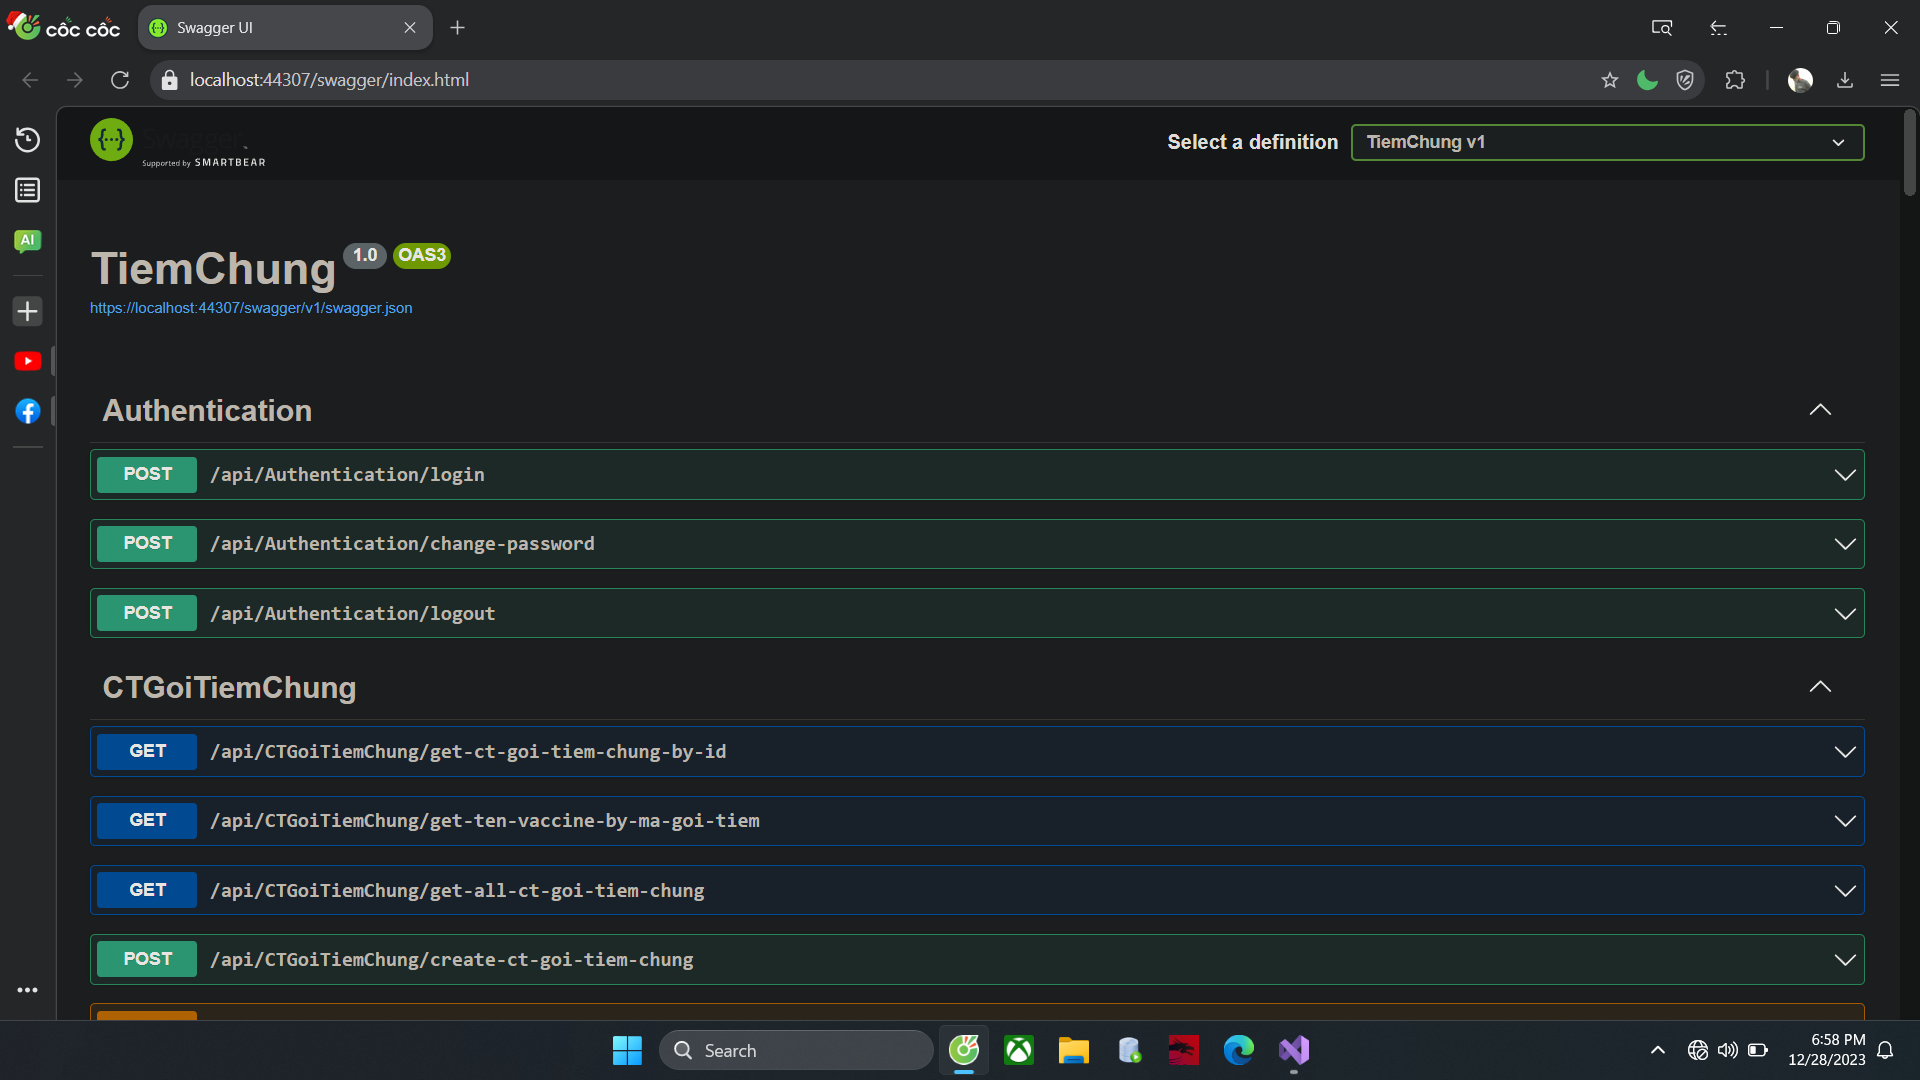 cốc cốc
Swagger UI
localhost:44307/swagger/index.html
Swagger.
Supported by SMARTBEAR
Select a definition
TiemChung v1
AI
TiemChung 1.0 OAS3
https://localhost:44307/swagger/v1/swagger.json
Authentication
POST /api/Authentication/login
POST /api/Authentication/change-password
POST /api/Authentication/logout
CTGoiTiemChung
GET /api/CTGoiTiemChung/get-ct-goi-tiem-chung-by-id
GET /api/CTGoiTiemChung/get-ten-vaccine-by-ma-goi-tiem
GET /api/CTGoiTiemChung/get-all-ct-goi-tiem-chung
POST /api/CTGoiTiemChung/create-ct-goi-tiem-chung
Search
6:58 PM
12/28/2023